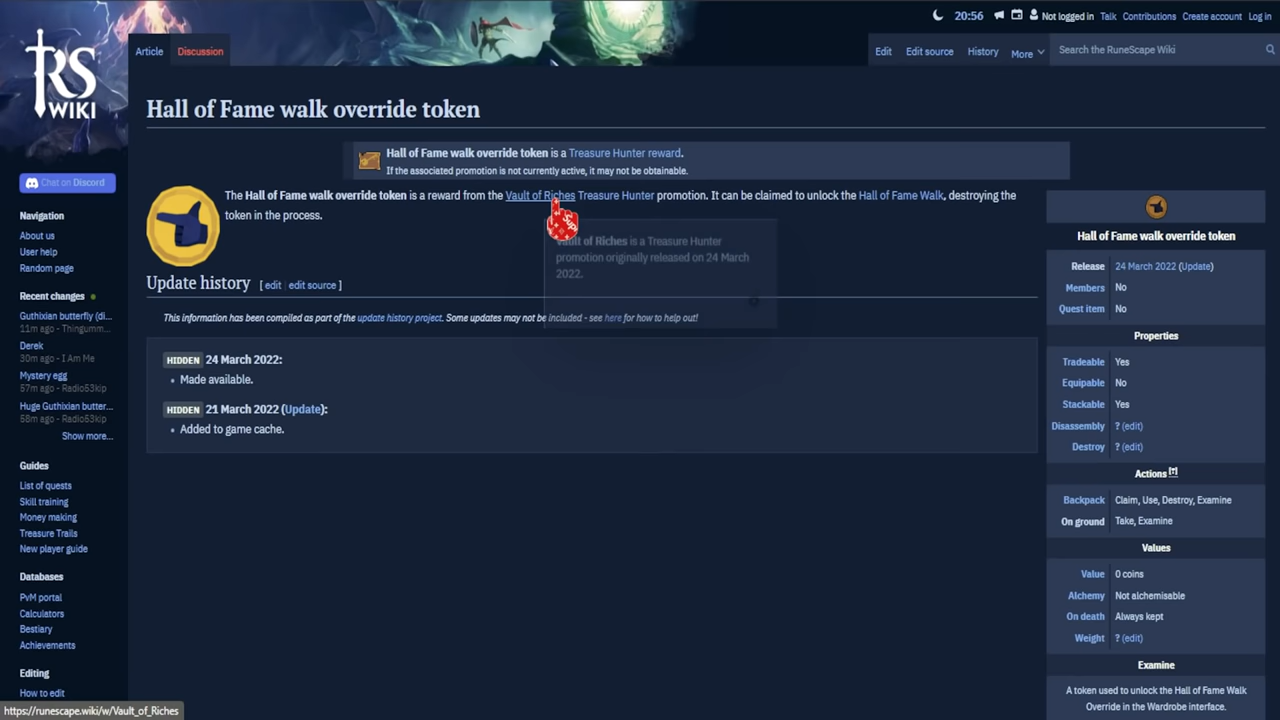 20:56 Not logged in Talk Contributions Create account Log in
RS
WIKI
Article Discussion Edit Edit source History More Search the RuneScape Wiki
Hall of Fame walk override token
Hall of Fame walk override token is a Treasure Hunter reward.
If the associated promotion is not currently active, it may not be obtainable.
The Hall of Fame walk override token is a reward from the Vault of Riches Treasure Hunter promotion. It can be claimed to unlock the Hall of Fame Walk, destroying the
token in the process.
Vault of Riches is a Treasure Hunter
promotion originally released on 24 March
2022.
Update history [ edit | edit source ]
This information has been compiled as part of the update history project. Some updates may not be included - see here for how to help out!
HIDDEN 24 March 2022:
• Made available.
HIDDEN 21 March 2022 (Update):
• Added to game cache.
Chat on Discord
Navigation
About us
User help
Random page
Recent changes
Guthixian butterfly (di...
11m ago - Thingumm...
Derek
30m ago - I Am Me
Mystery egg
57m ago - Radio53kip
Huge Guthixian butter...
58m ago - Radio53kip
Show more...
Guides
List of quests
Skill training
Money making
Treasure Trails
New player guide
Databases
PvM portal
Calculators
Bestiary
Achievements
Editing
How to edit
https://runescape.wiki/w/Vault_of_Riches
Hall of Fame walk override token
Release 24 March 2022 (Update)
Members No
Quest item No
Properties
Tradeable Yes
Equipable No
Stackable Yes
Disassembly ? (edit)
Destroy ? (edit)
Actions [?]
Backpack Claim, Use, Destroy, Examine
On ground Take, Examine
Values
Value 0 coins
Alchemy Not alchemisable
On death Always kept
Weight ? (edit)
Examine
A token used to unlock the Hall of Fame Walk
Override in the Wardrobe interface.